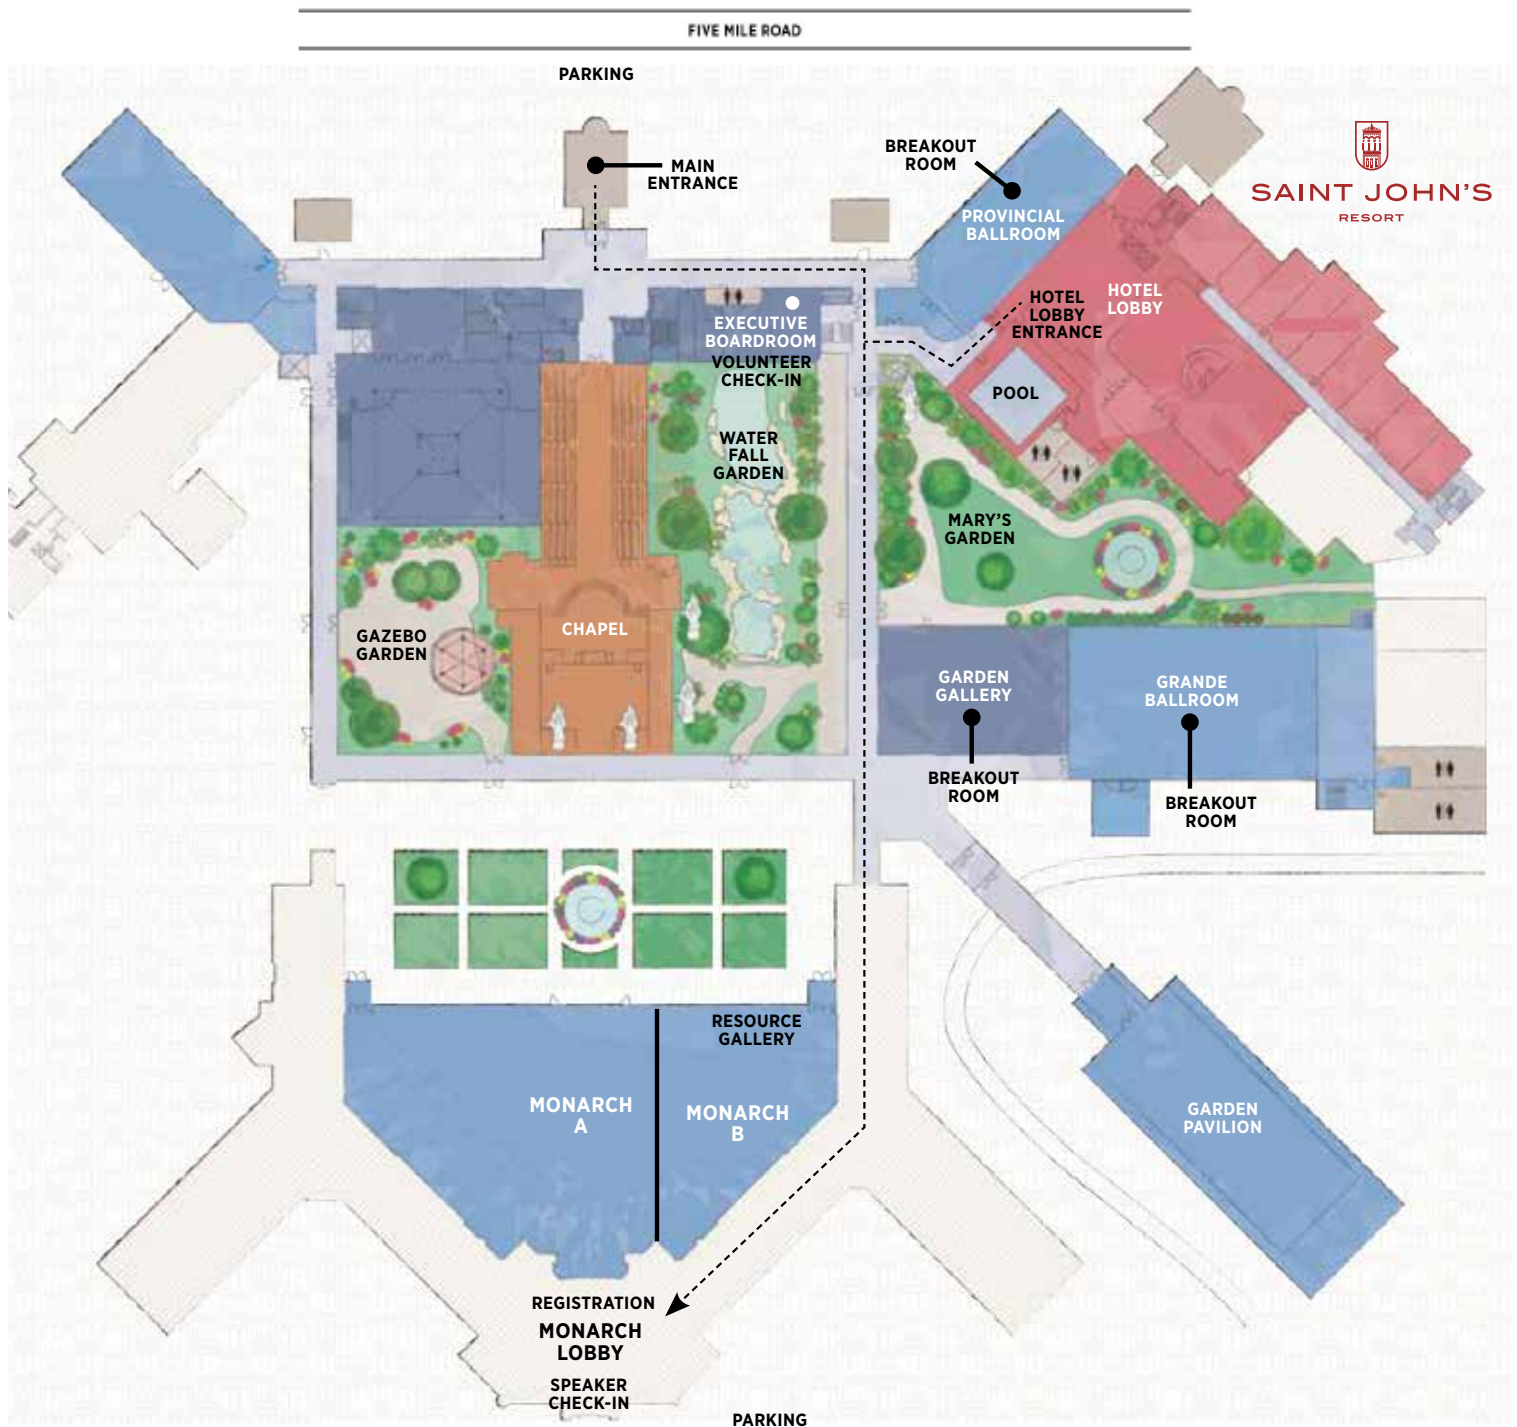 FIVE MILE ROAD
PARKING
MAIN
ENTRANCE
BREAKOUT
ROOM
PROVINCIAL
BALLROOM
SAINT JOHN'S
RESORT
HOTEL
LOBBY
HOTEL
LOBBY
ENTRANCE
EXECUTIVE
BOARDROOM
VOLUNTEER
CHECK-IN
POOL
WATER
FALL
GARDEN
MARY'S
GARDEN
GAZEBO
GARDEN
CHAPEL
GARDEN
GALLERY
BREAKOUT
ROOM
GRANDE
BALLROOM
BREAKOUT
ROOM
RESOURCE
GALLERY
MONARCH
A
MONARCH
B
GARDEN
PAVILION
REGISTRATION
MONARCH
LOBBY
SPEAKER
CHECK-IN
PARKING